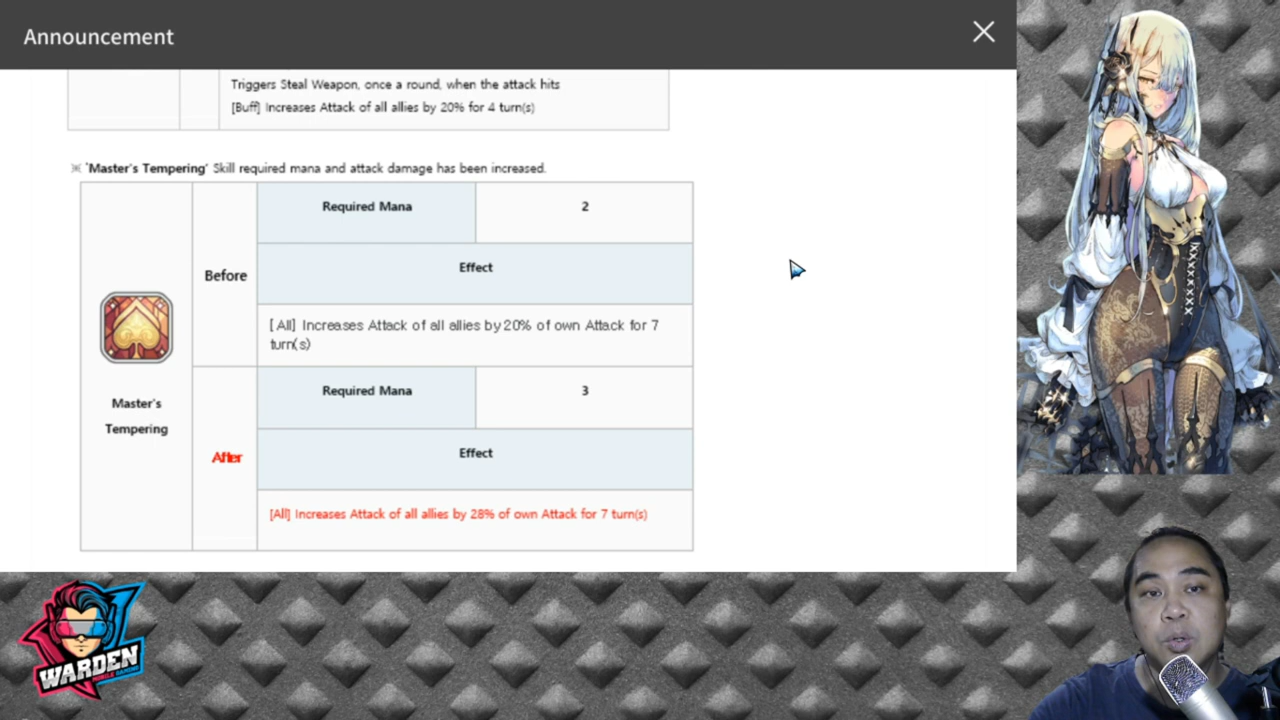 Announcement
Triggers Steal Weapon, once a round, when the attack hits
[Buff] Increases Attack of all allies by 20% for 4 turn(s)
※ 'Master's Tempering' Skill required mana and attack damage has been increased.
Required Mana
2
Before
Effect
[All] Increases Attack of all allies by 20% of own Attack for 7
turn(s)
Master's
Tempering
Required Mana
3
After
Effect
[All] Increases Attack of all allies by 28% of own Attack for 7 turn(s)
WARDEN
MOBILE GAMING